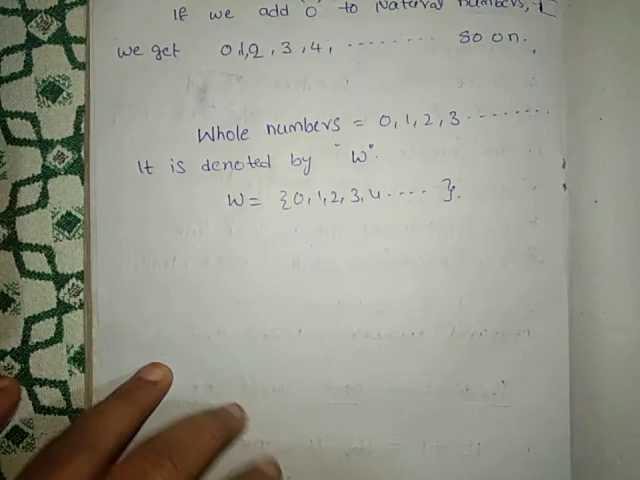 If we add "0" to Natural numbers,
we get 0,1,2, 3, 4, ........ so on.
Whole numbers = 0, 1, 2, 3 ........
It is denoted by "W".
W = {0, 1, 2, 3, 4 .... }.